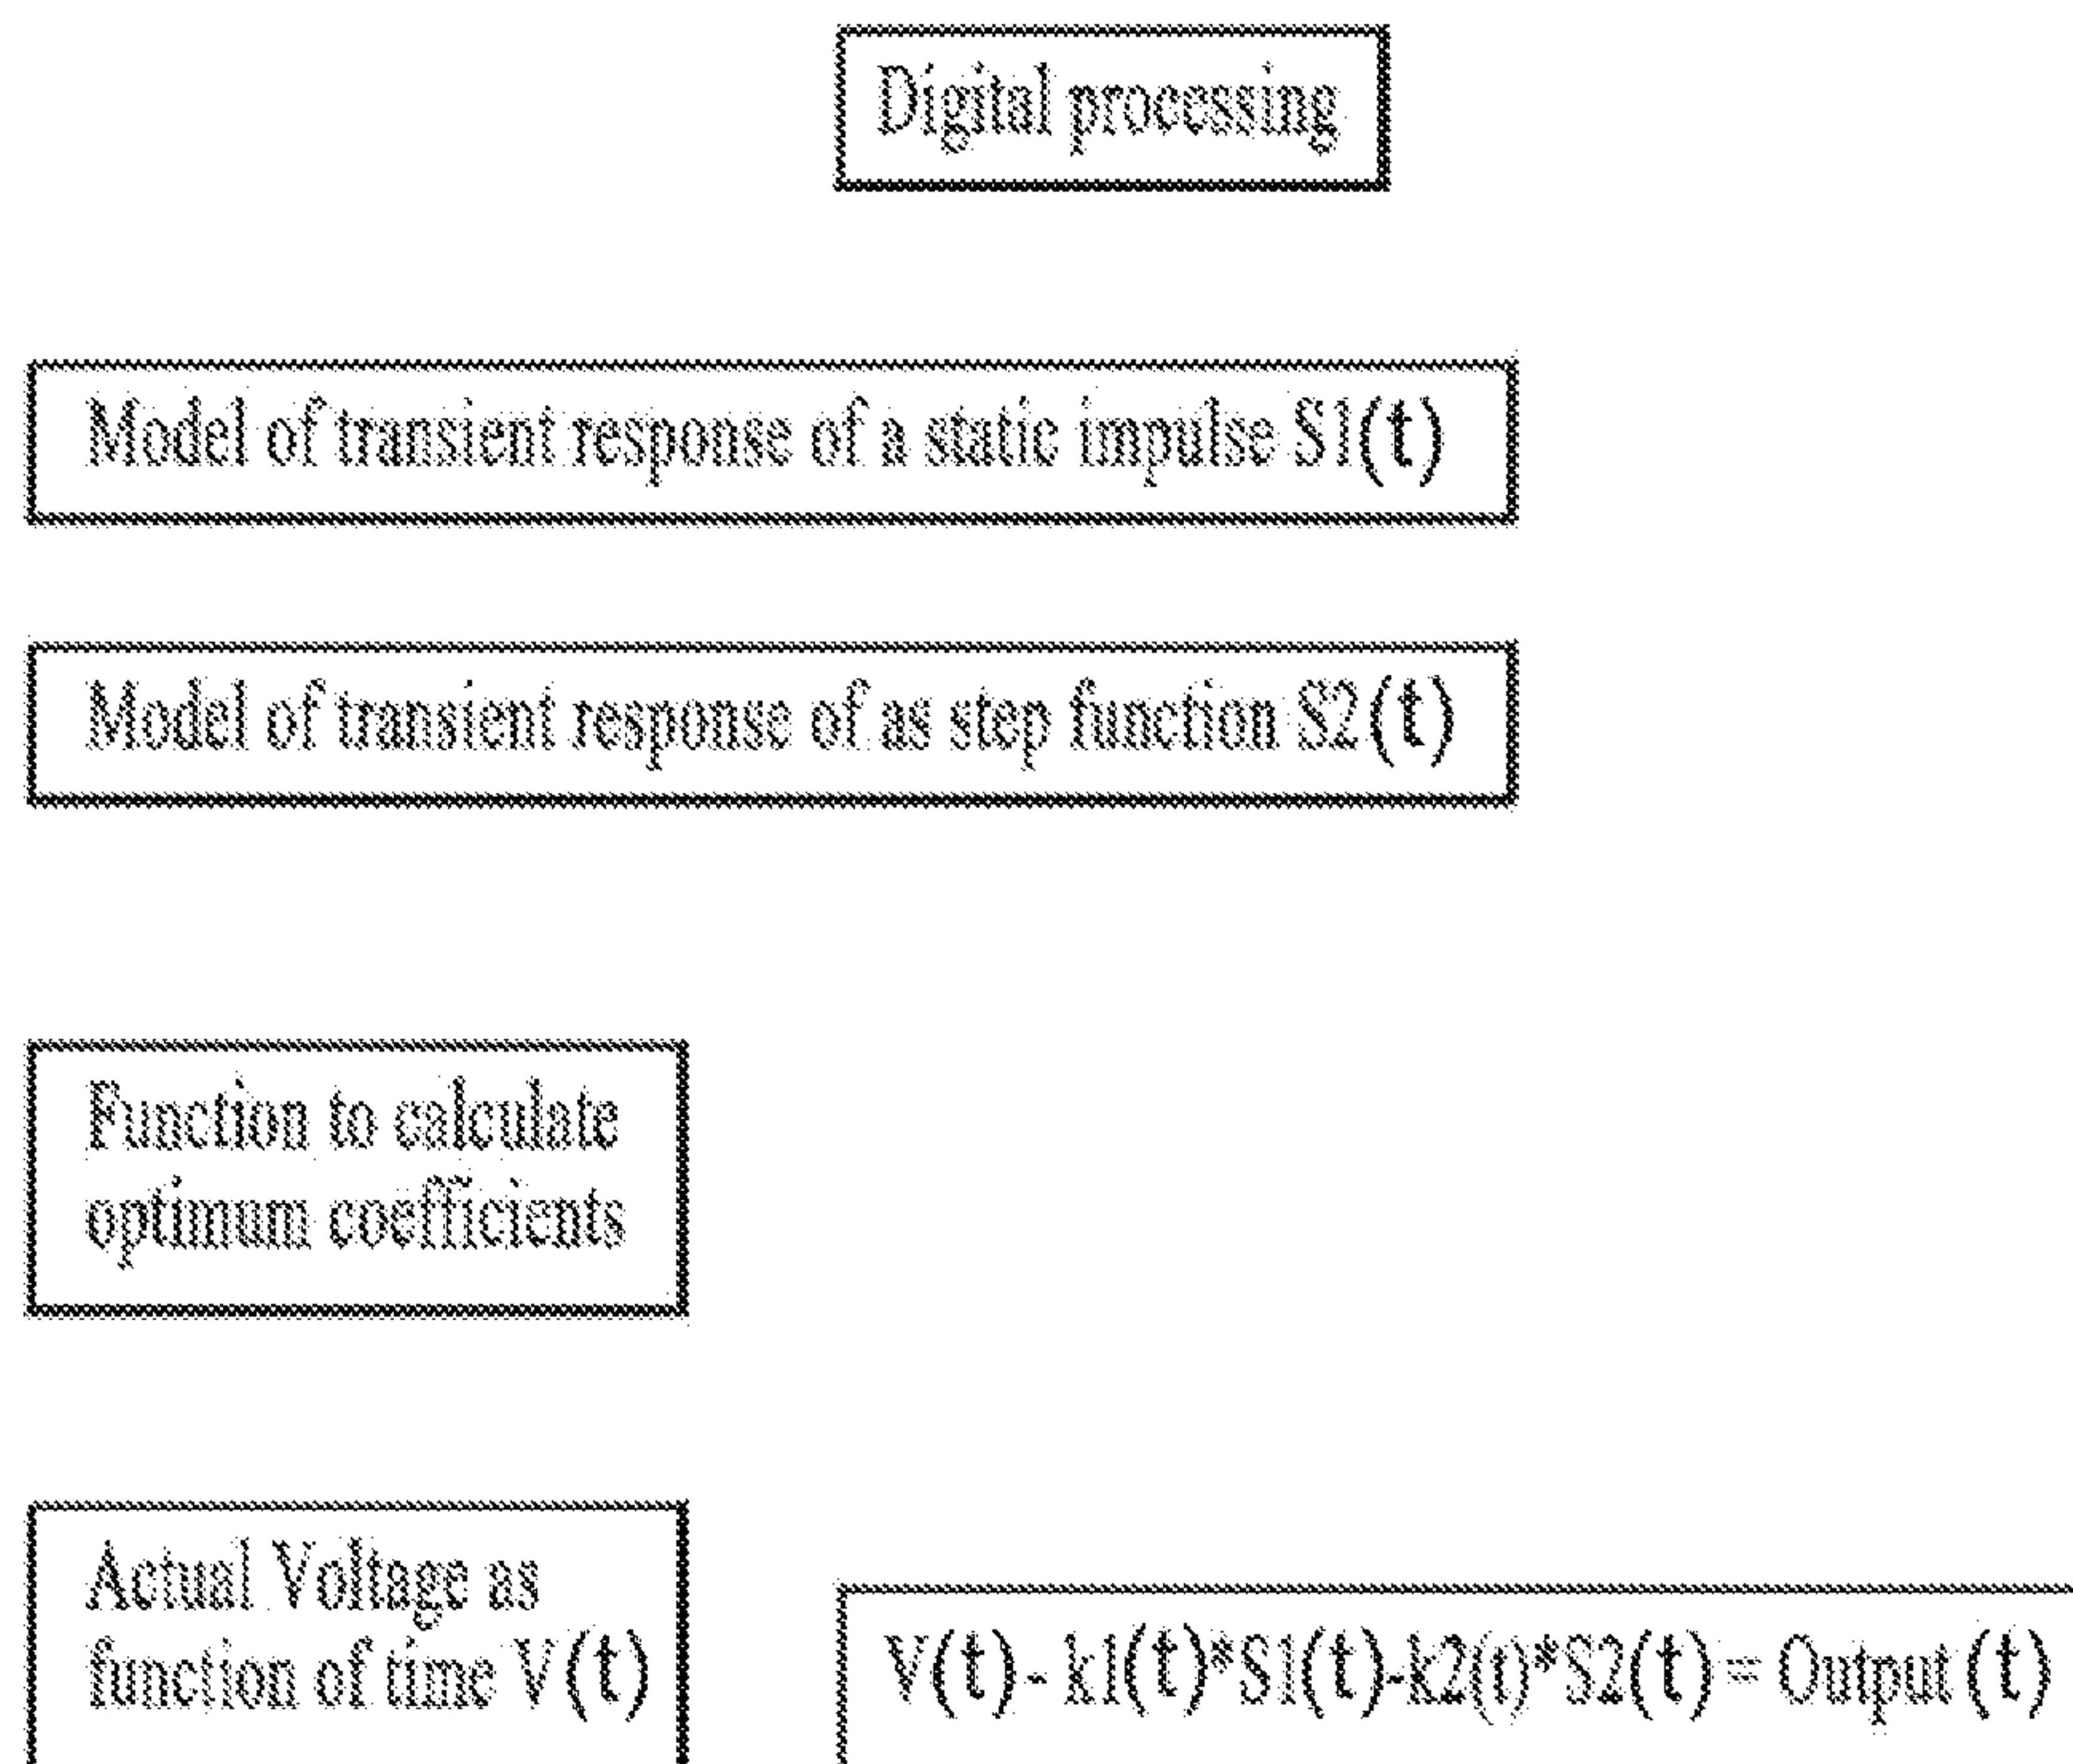 Digital processing
Model of transient response of a static impulse S1(t)
Model of transient response of as step function S2(t)
Function to calculate
optimum coefficients
Actual Voltage as
function of time V(t)
V(t)- k1(t)*S1(t)-k2(t)*S2(t)= Output (t)